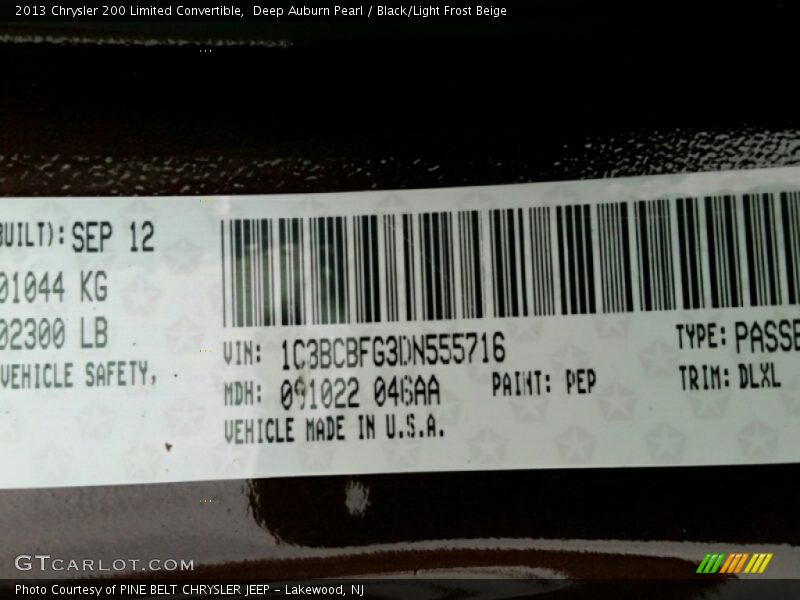 2013 Chrysler 200 Limited Convertible, Deep Auburn Pearl / Black/Light Frost Beige
BUILT): SEP 12
01044 KG
02300 LB
VEHICLE SAFETY,
VIN: 1C3BCBFG3DN555716
TYPE: PASSE
MDH: 091022 046AA
PAINT: PEP
TRIM: DLXL
VEHICLE MADE IN U.S.A.
GTCARLOT.COM
Photo Courtesy of PINE BELT CHRYSLER JEEP - Lakewood, NJ